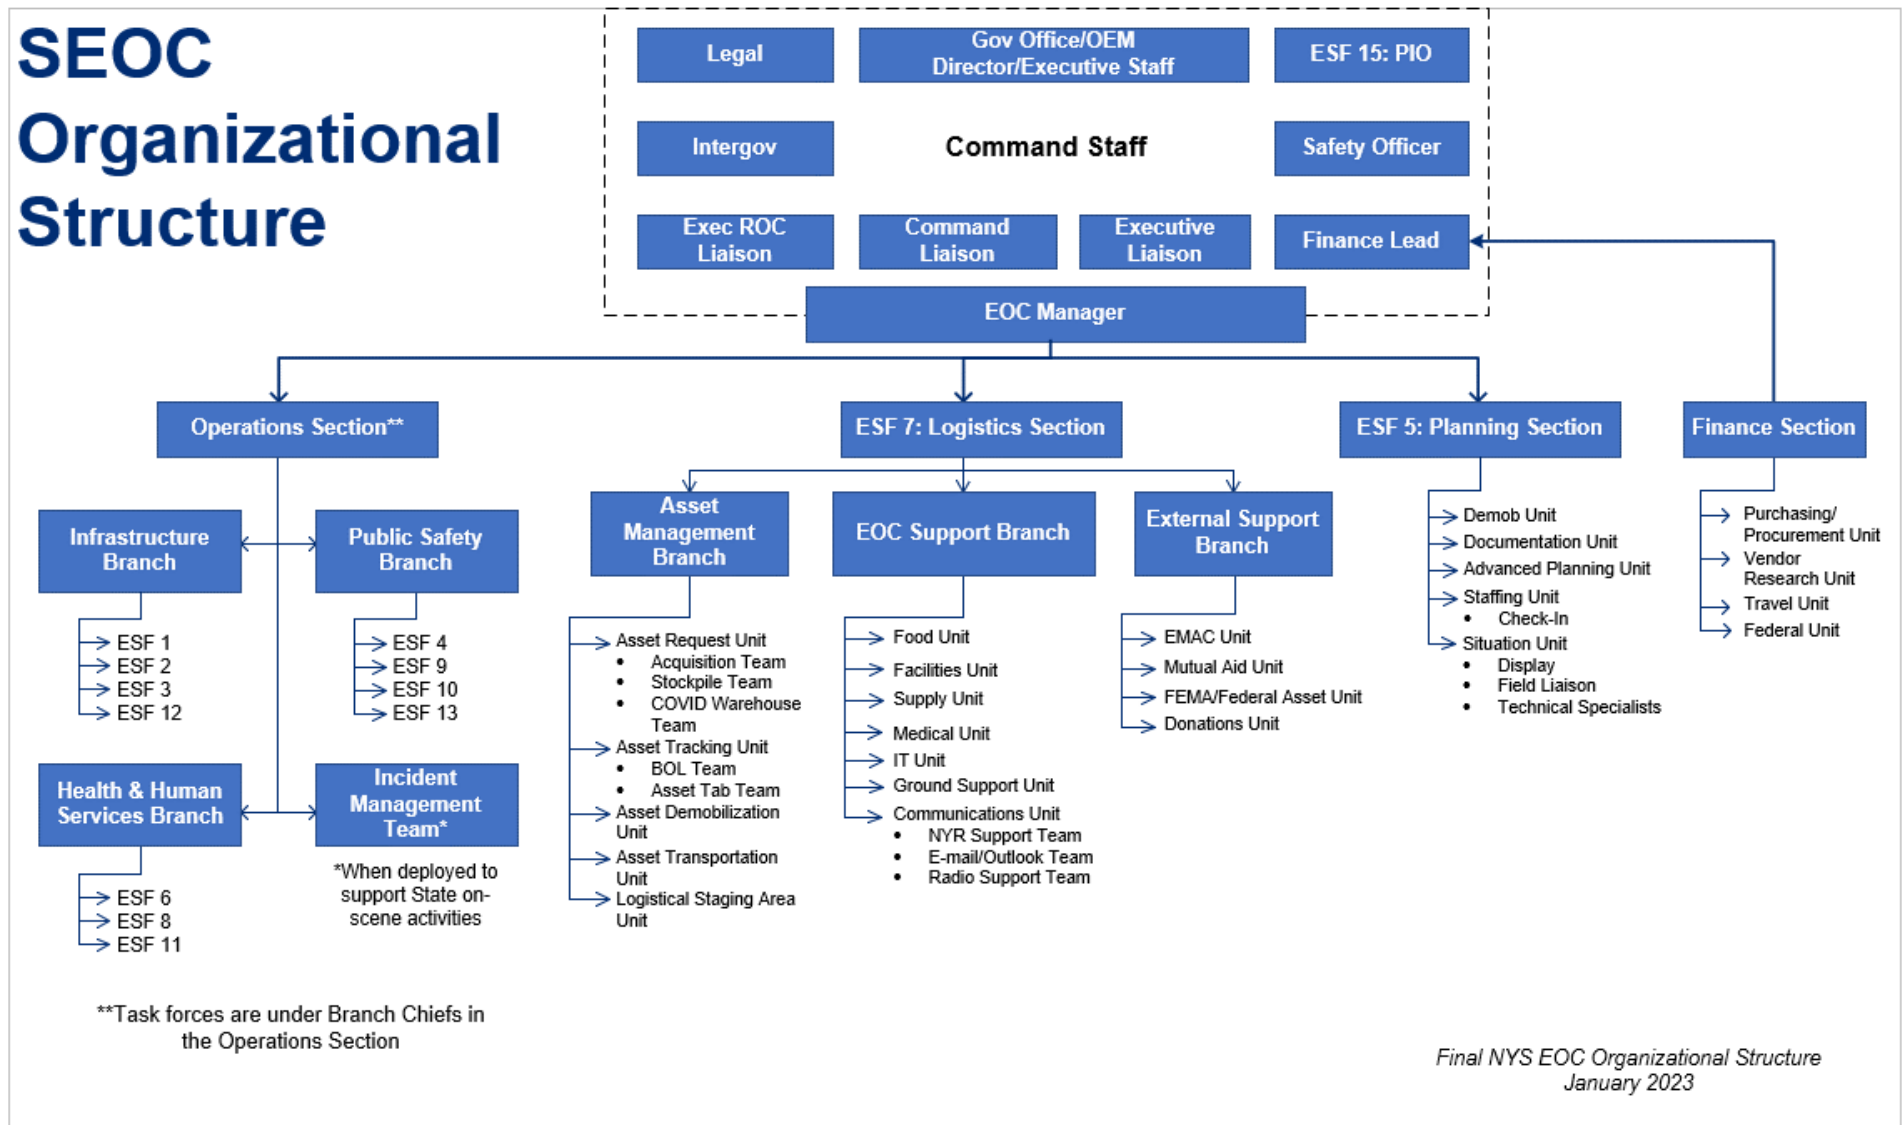 SEOC
Organizational
Structure
Legal
Gov Office/OEM
Director/Executive Staff
ESF 15: PIO
Intergov
Command Staff
Safety Officer
Exec ROC
Liaison
Command
Liaison
Executive
Liaison
Finance Lead
EOC Manager
Operations Section**
ESF 7: Logistics Section
ESF 5: Planning Section
Finance Section
Infrastructure
Branch
Public Safety
Branch
ESF 1
ESF 2
ESF 3
ESF 12
ESF 4
ESF 9
ESF 10
ESF 13
Health & Human
Services Branch
Incident
Management
Team*
ESF 6
ESF 8
ESF 11
*When deployed to
support State on-
scene activities
**Task forces are under Branch Chiefs in
the Operations Section
Asset
Management
Branch
Asset Request Unit
• Acquisition Team
• Stockpile Team
• COVID Warehouse
Team
Asset Tracking Unit
• BOL Team
• Asset Tab Team
Asset Demobilization
Unit
Asset Transportation
Unit
Logistical Staging Area
Unit
EOC Support Branch
Food Unit
Facilities Unit
Supply Unit
Medical Unit
IT Unit
Ground Support Unit
Communications Unit
• NYR Support Team
• E-mail/Outlook Team
• Radio Support Team
External Support
Branch
EMAC Unit
Mutual Aid Unit
FEMA/Federal Asset Unit
Donations Unit
Demob Unit
Documentation Unit
Advanced Planning Unit
Staffing Unit
• Check-In
Situation Unit
• Display
• Field Liaison
• Technical Specialists
Purchasing/
Procurement Unit
Vendor
Research Unit
Travel Unit
Federal Unit
Final NYS EOC Organizational Structure
January 2023